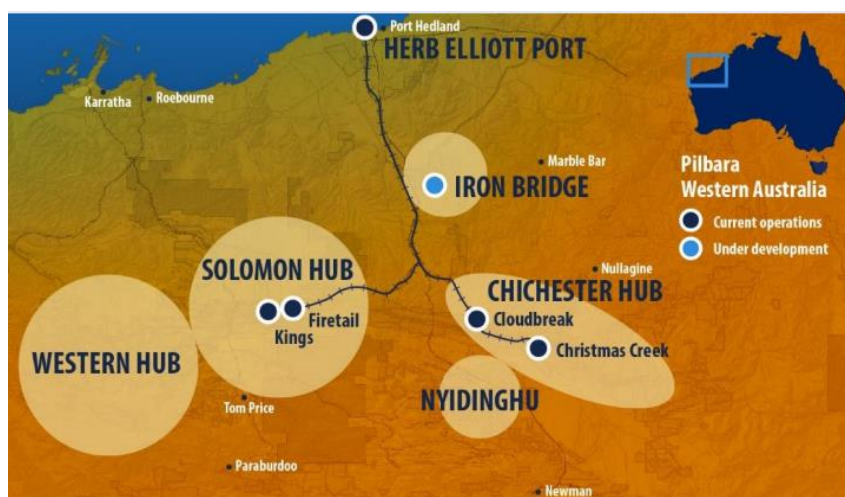 Port Hedland
HERB ELLIOTT PORT
Karratha
Roebourne
Marble Bar
IRON BRIDGE
Pilbara
Western Australia
Current operations
Under development
SOLOMON HUB
Nullagine
CHICHESTER HUB
Firetail
Kings
Cloudbreak
Christmas Creek
WESTERN HUB
NYIDINGHU
Tom Price
Paraburdoo
Newman